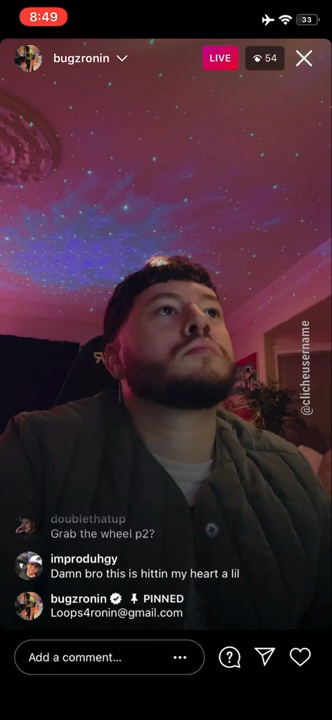 8:49
33
bugzronin
LIVE
54
@clicheusername
doublethatup
Grab the wheel p2?
improduhgy
Damn bro this is hittin my heart a lil
bugzronin PINNED
Loops4ronin@gmail.com
Add a comment...